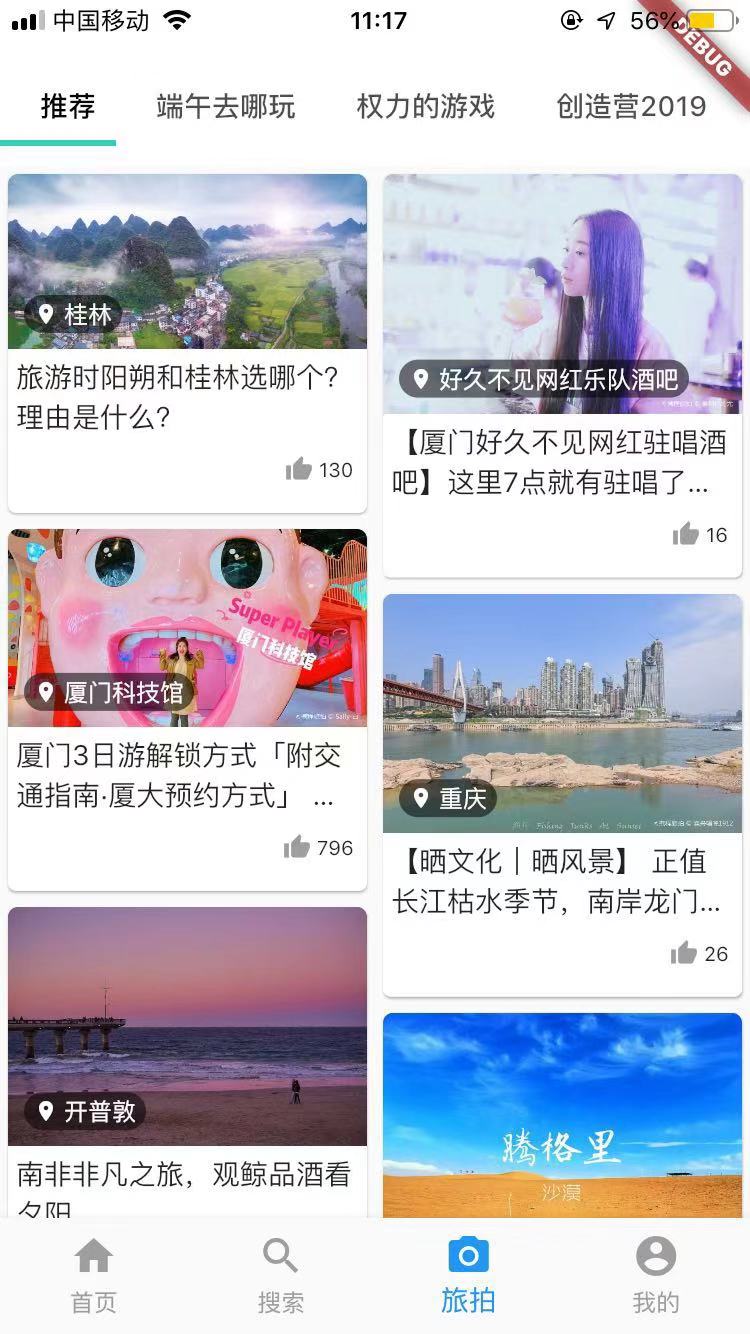 中国移动
11:17
56%
DEBUG
推荐
端午去哪玩
权力的游戏
创造营2019
桂林
旅游时阳朔和桂林选哪个？
理由是什么？
130
好久不见网红乐队酒吧
【厦门好久不见网红驻唱酒
吧】这里7点就有驻唱了...
16
Super Player
厦门科技馆
厦门科技馆
厦门3日游解锁方式「附交
通指南·厦大预约方式」 ...
796
重庆
【晒文化｜晒风景】 正值
长江枯水季节，南岸龙门...
26
开普敦
南非非凡之旅，观鲸品酒看
夕阳
腾格里
沙漠
首页
搜索
旅拍
我的